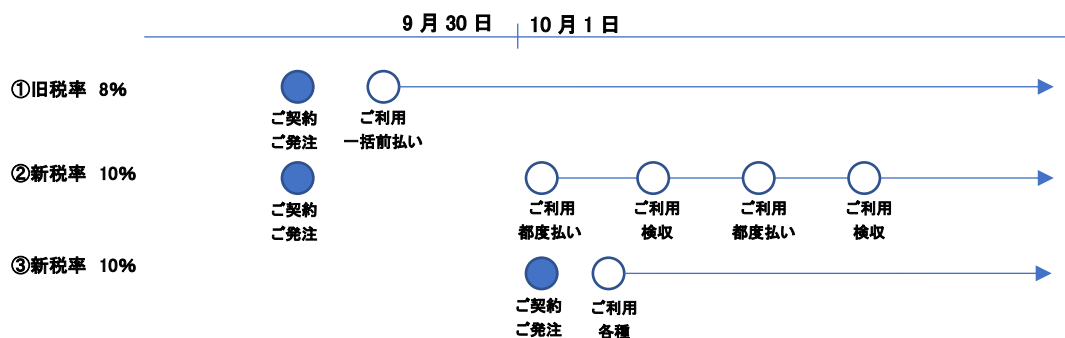 9 月 30 日 10 月 1 日
①旧税率 8%
ご契約 ご利用
ご発注 一括前払い
②新税率 10%
ご契約 ご利用 ご利用 ご利用 ご利用
ご発注 都度払い 検収 都度払い 検収
③新税率 10%
ご契約 ご利用
ご発注 各種